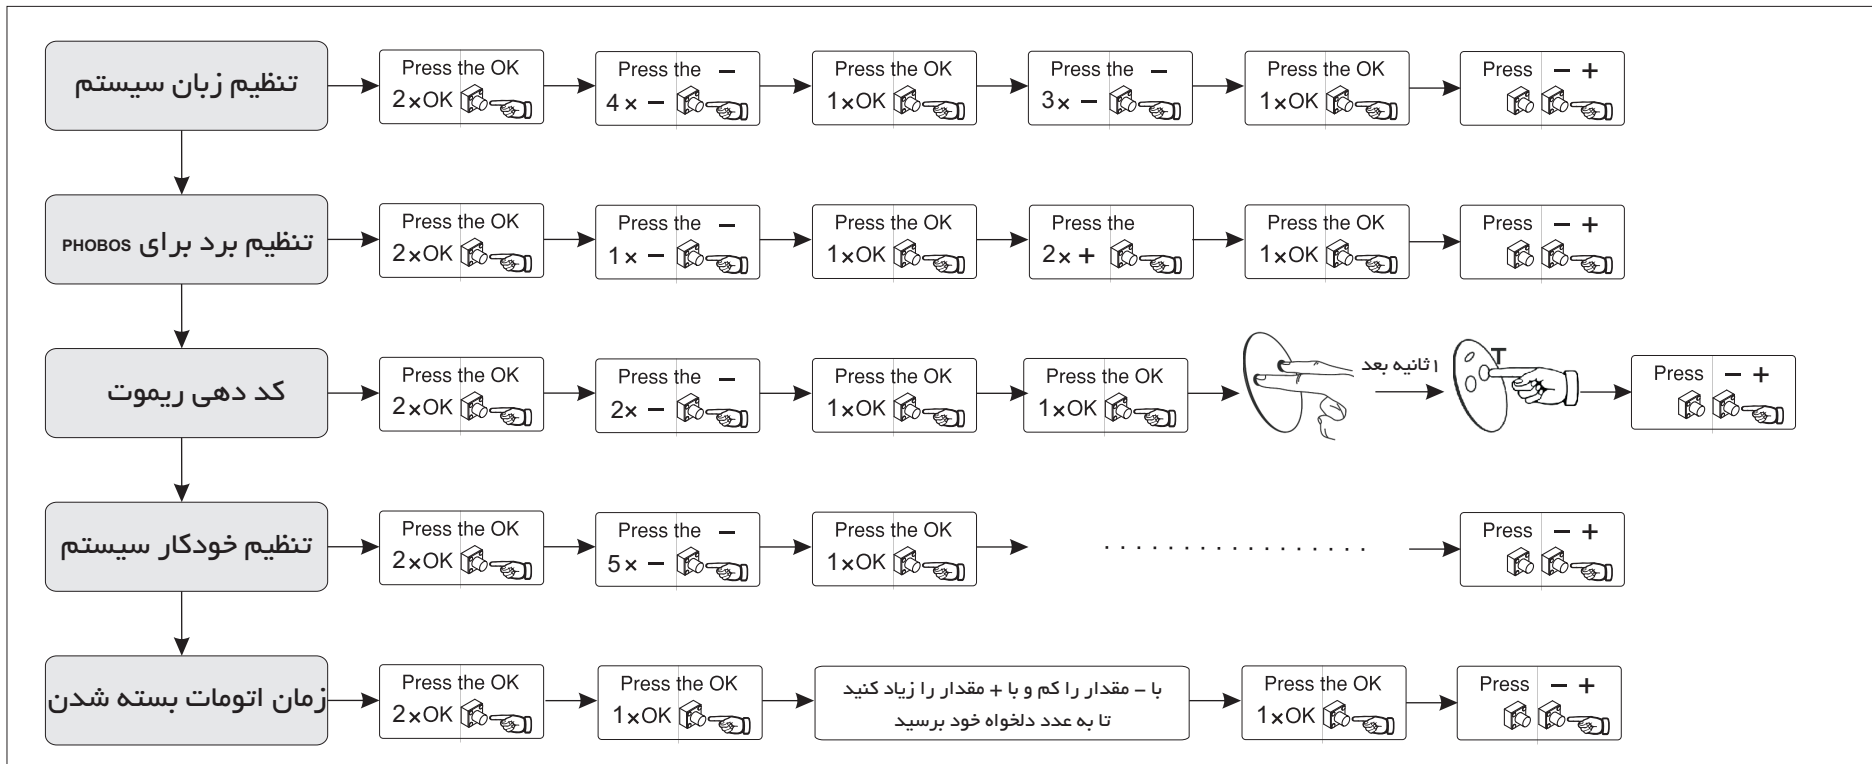 تنظیم زبان سیستم
Press the OK
2×OK
Press the –
4× –
Press the OK
1×OK
Press the –
3× –
Press the OK
1×OK
Press – +
تنظیم برد برای PHOBOS
Press the OK
2×OK
Press the –
1× –
Press the OK
1×OK
Press the
2× +
Press the OK
1×OK
Press – +
کد دهی ریموت
Press the OK
2×OK
Press the –
2× –
Press the OK
1×OK
Press the OK
1×OK
۱ ثانیه بعد
T
Press – +
تنظیم خودکار سیستم
Press the OK
2×OK
Press the –
5× –
Press the OK
1×OK
. . . . . . . . . . . . . . . . .
Press – +
زمان اتومات بسته شدن
Press the OK
2×OK
Press the OK
1×OK
با – مقدار را کم و با + مقدار را زیاد کنید
تا به عدد دلخواه خود برسید
Press the OK
1×OK
Press – +